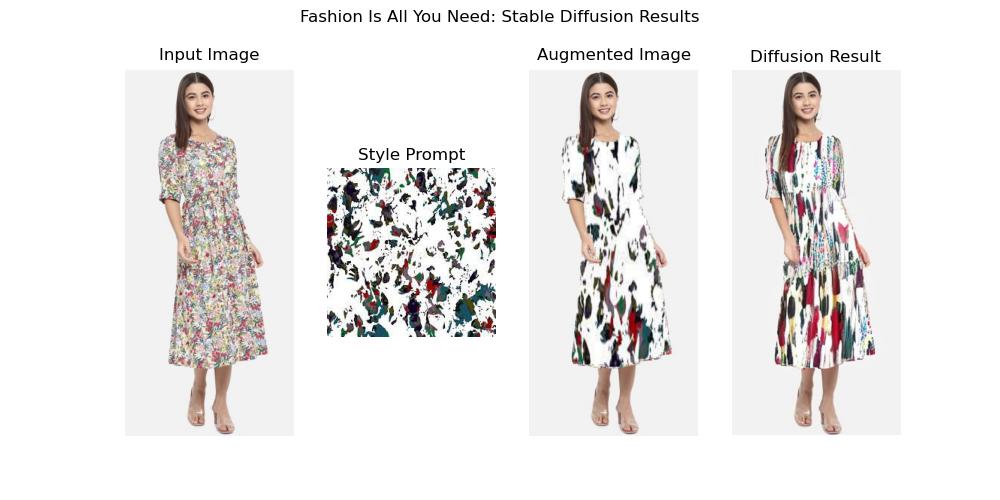 Fashion Is All You Need: Stable Diffusion Results
Input Image
Style Prompt
Augmented Image
Diffusion Result